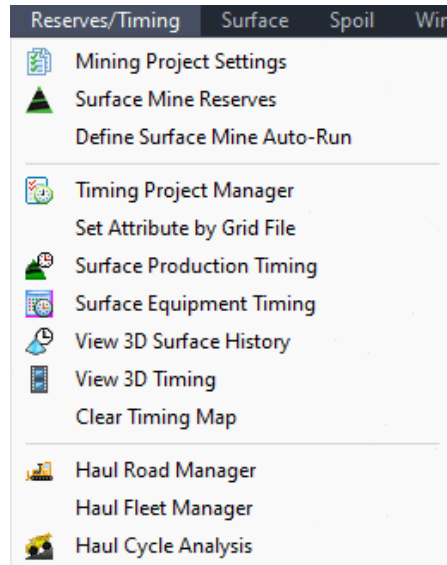 Reserves/Timing Surface Spoil
Mining Project Settings
Surface Mine Reserves
Define Surface Mine Auto-Run
Timing Project Manager
Set Attribute by Grid File
Surface Production Timing
Surface Equipment Timing
View 3D Surface History
View 3D Timing
Clear Timing Map
Haul Road Manager
Haul Fleet Manager
Haul Cycle Analysis